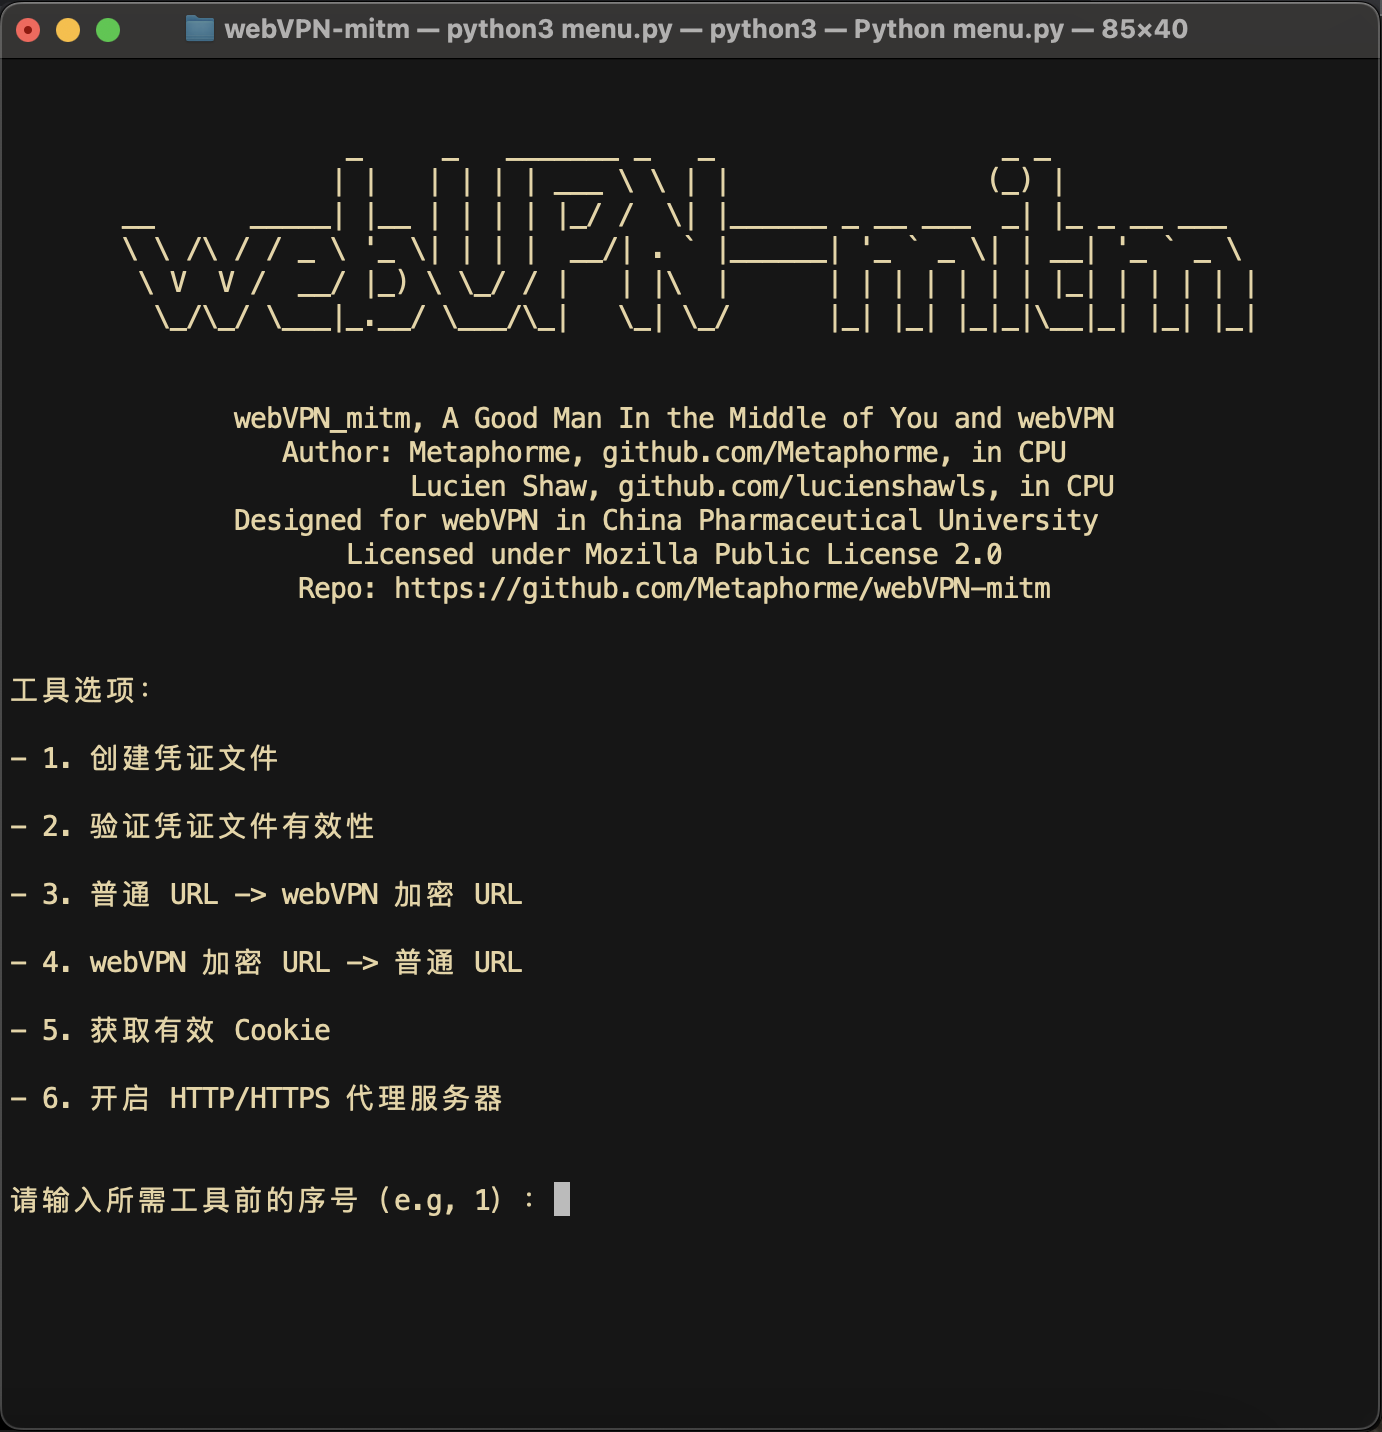 webVPN-mitm — python3 menu.py — python3 — Python menu.py — 85×40
webVPN-mitm
webVPN_mitm, A Good Man In the Middle of You and webVPN
Author: Metaphorme, github.com/Metaphorme, in CPU
Lucien Shaw, github.com/lucienshawls, in CPU
Designed for webVPN in China Pharmaceutical University
Licensed under Mozilla Public License 2.0
Repo: https://github.com/Metaphorme/webVPN-mitm
工具选项:
- 1. 创建凭证文件
- 2. 验证凭证文件有效性
- 3. 普通 URL -> webVPN 加密 URL
- 4. webVPN 加密 URL -> 普通 URL
- 5. 获取有效 Cookie
- 6. 开启 HTTP/HTTPS 代理服务器
请输入所需工具前的序号（e.g, 1）: